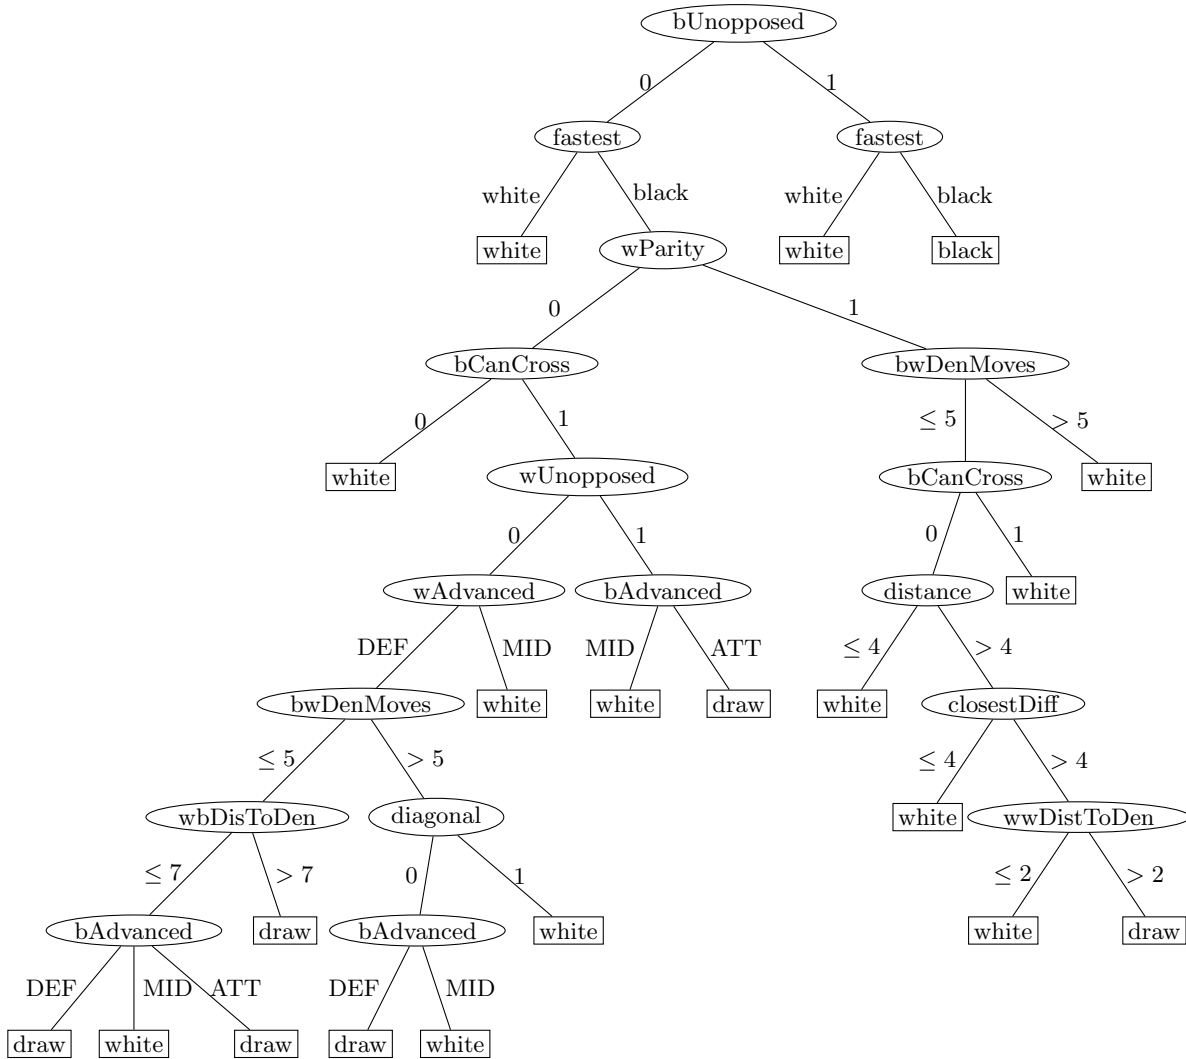 bUnopposed
0 1
fastest fastest
white black white black
white wParity white black
0 1
bCanCross bwDenMoves
0 1 ≤ 5 > 5
white wUnopposed bCanCross white
0 1 0 1
wAdvanced bAdvanced distance white
DEF MID MID ATT ≤ 4 > 4
bwDenMoves white white draw white closestDiff
≤ 5 > 5 ≤ 4 > 4
wbDisToDen diagonal white wwDistToDen
≤ 7 > 7 0 1 ≤ 2 > 2
bAdvanced draw bAdvanced white white draw
DEF MID ATT DEF MID
draw white draw draw white